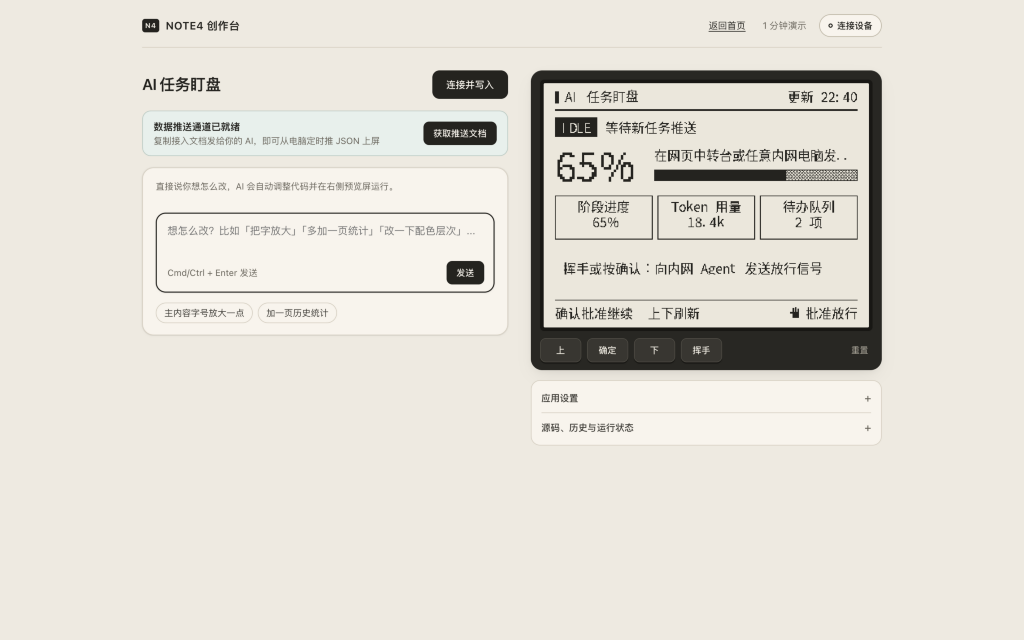 N4 NOTE4 创作台
返回首页
1 分钟演示
连接设备
AI 任务盯盘
连接并写入
数据推送通道已就绪
复制接入文档发给你的 AI，即可从电脑定时推 JSON 上屏
获取推送文档
直接说你想怎么改，AI 会自动调整代码并在右侧预览屏运行。
想怎么改？比如「把字放大」「多加一页统计」「改一下配色层次」...
Cmd/Ctrl + Enter 发送
发送
主内容字号放大一点
加一页历史统计
AI 任务盯盘
更新 22:40
IDLE 等待新任务推送
65%
在网页中转台或任意内网电脑发..
阶段进度
65%
Token 用量
18.4k
待办队列
2 项
挥手或按确认：向内网 Agent 发送放行信号
确认批准继续 上下刷新
批准放行
上
确定
下
挥手
重置
应用设置 +
源码、历史与运行状态 +